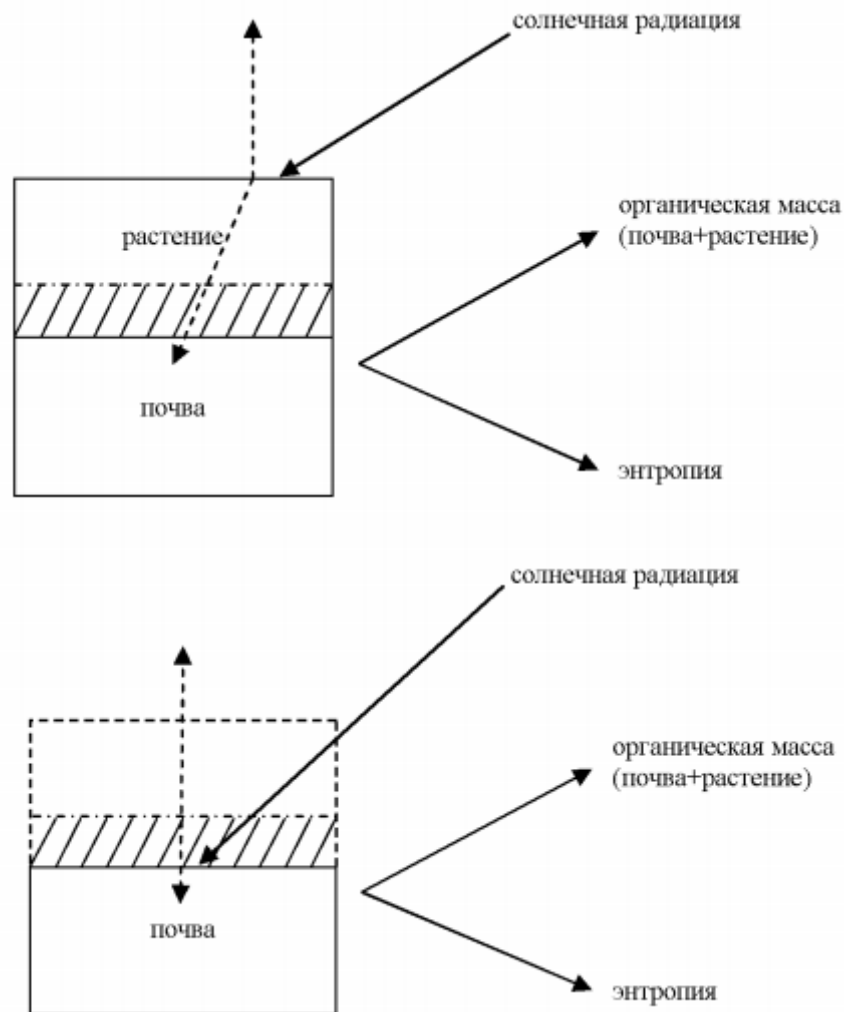 солнечная радиация
органическая масса
(почва+растение)
растение
почва
энтропия
солнечная радиация
органическая масса
(почва+растение)
почва
энтропия